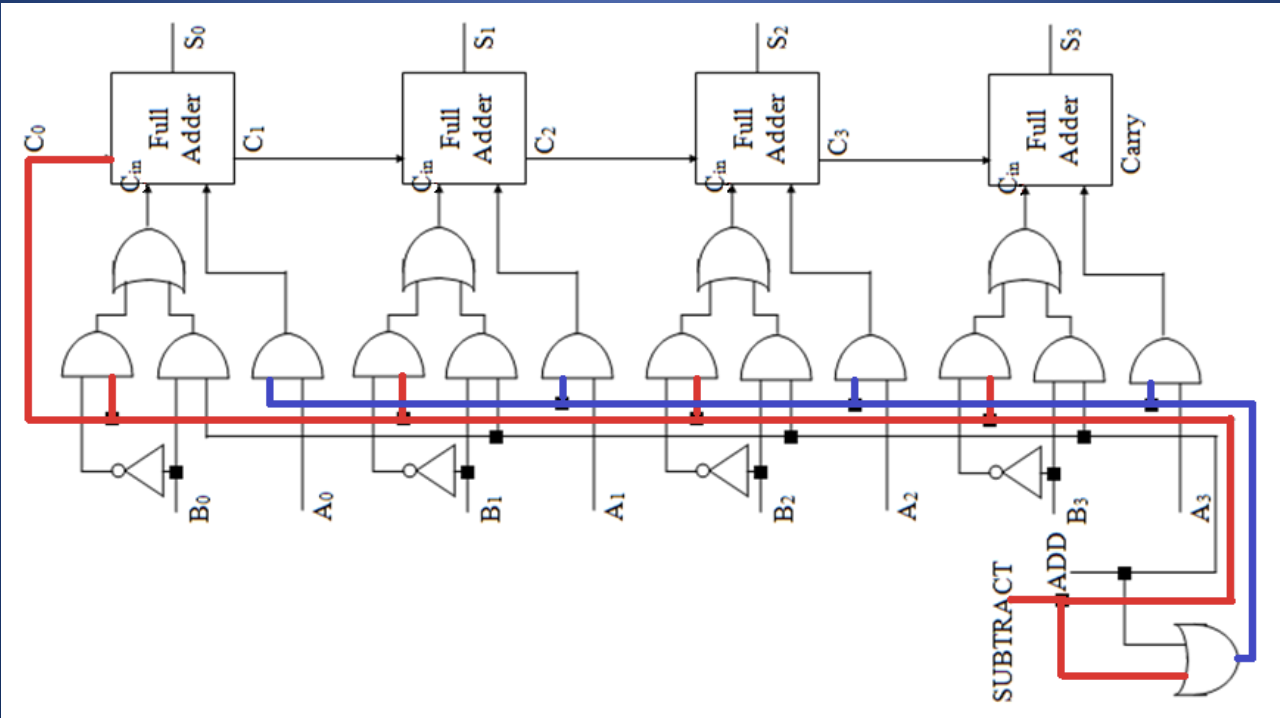 S0
S1
S2
S3
C0
Full
Adder
C1
Full
Adder
C2
Full
Adder
C3
Full
Adder
Carry
Cin
Cin
Cin
Cin
B0
A0
B1
A1
B2
A2
B3
A3
ADD
SUBTRACT